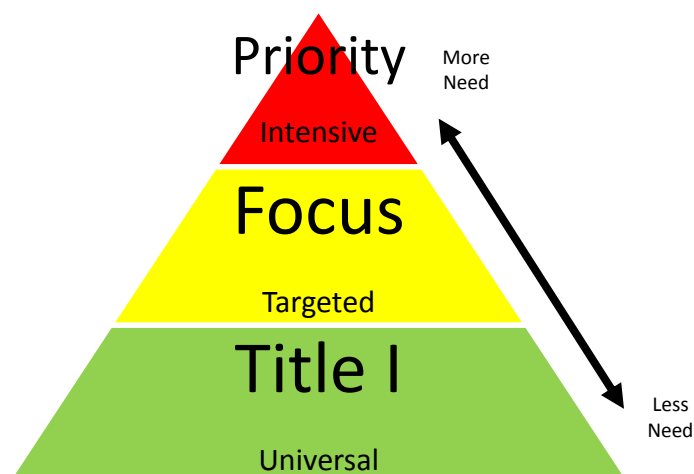 Priority
More
Need
Intensive
Focus
Targeted
Title I
Less
Need
Universal